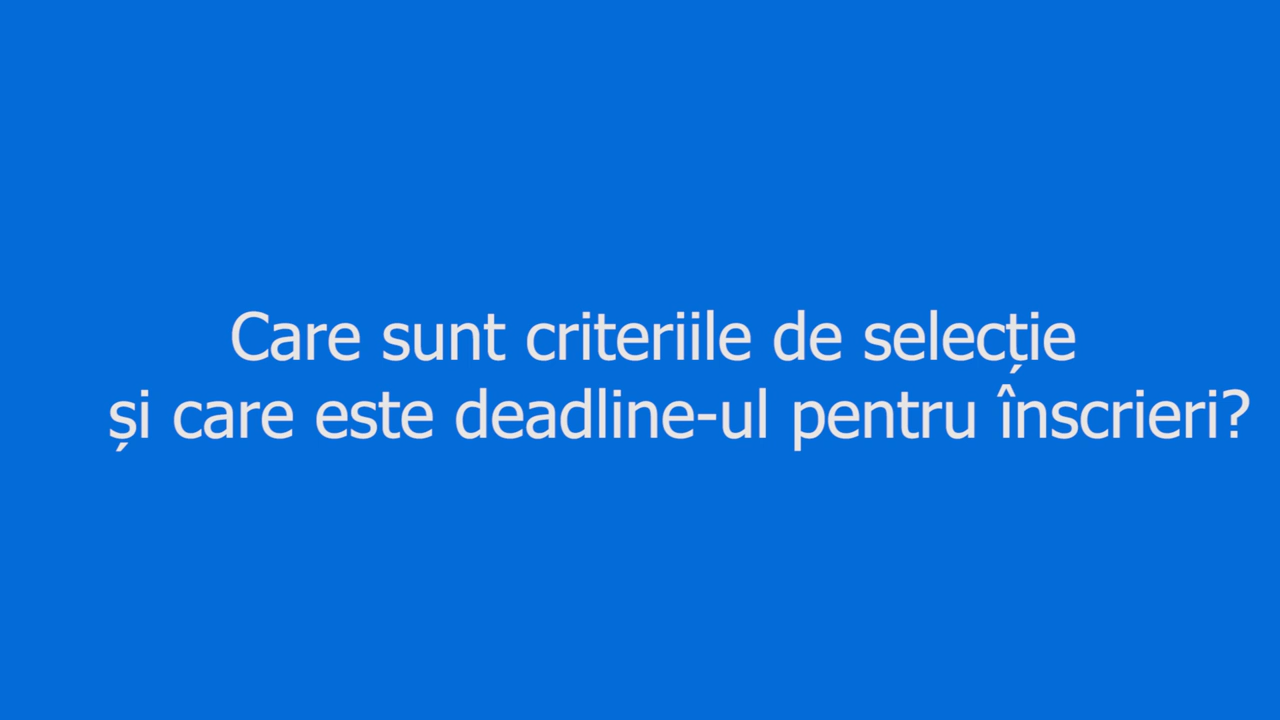 Care sunt criteriile de selecție
și care este deadline-ul pentru înscrieri?